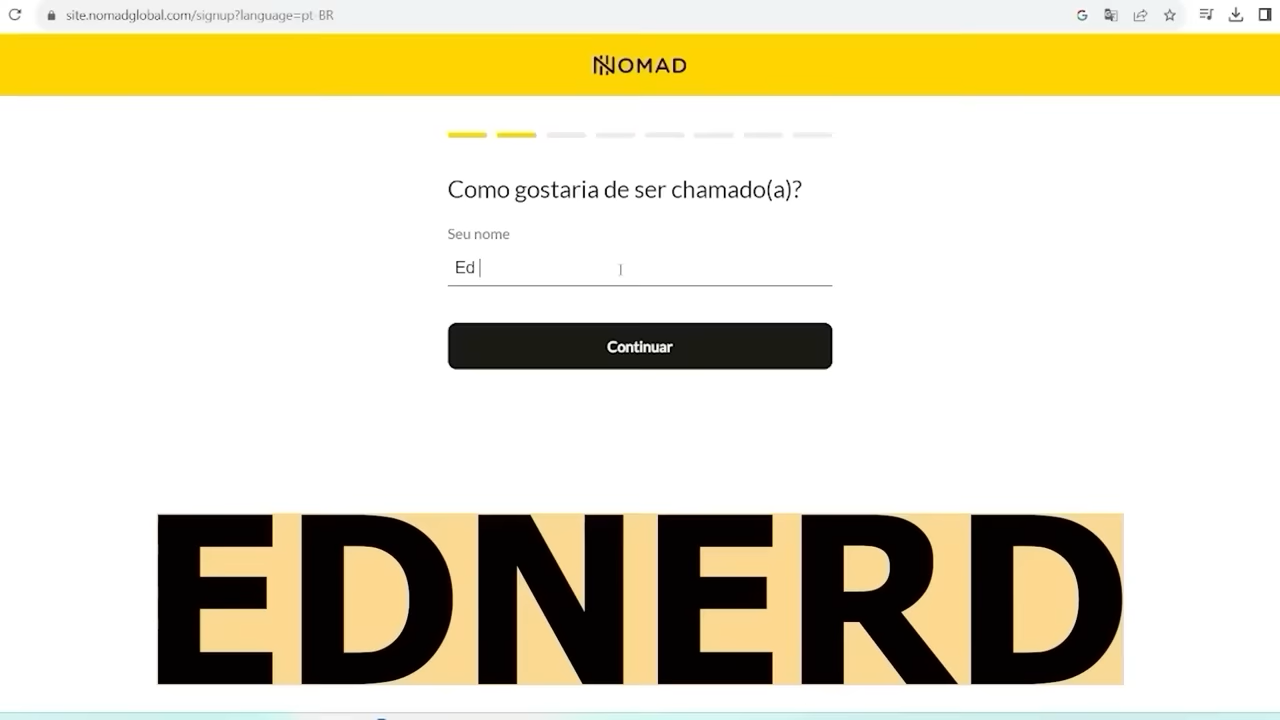 site.nomadglobal.com/signup?language=pt-BR
NOMAD
Como gostaria de ser chamado(a)?
Seu nome
Ed
Continuar
EDNERD